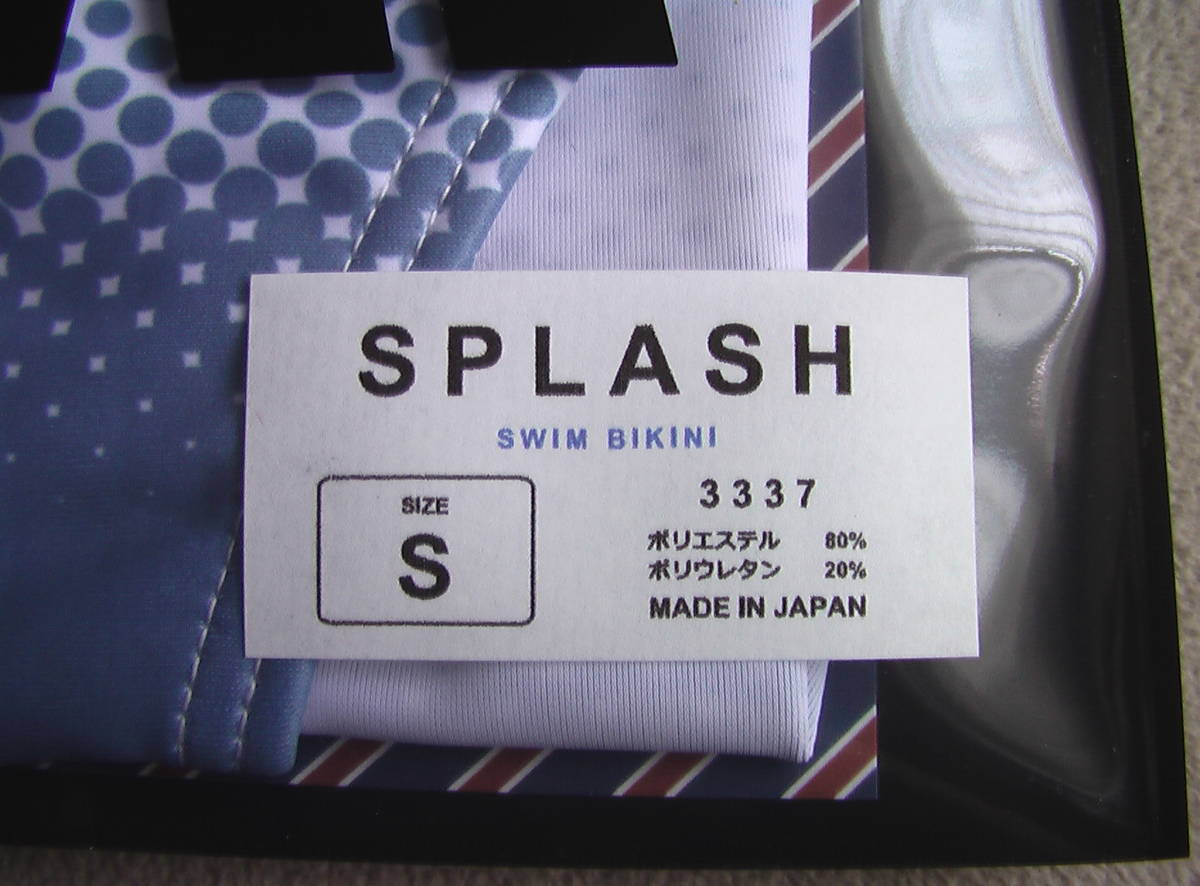 SPLASH
SWIM BIKINI
SIZE
S
3337
ポリエステル 80%
ポリウレタン 20%
MADE IN JAPAN